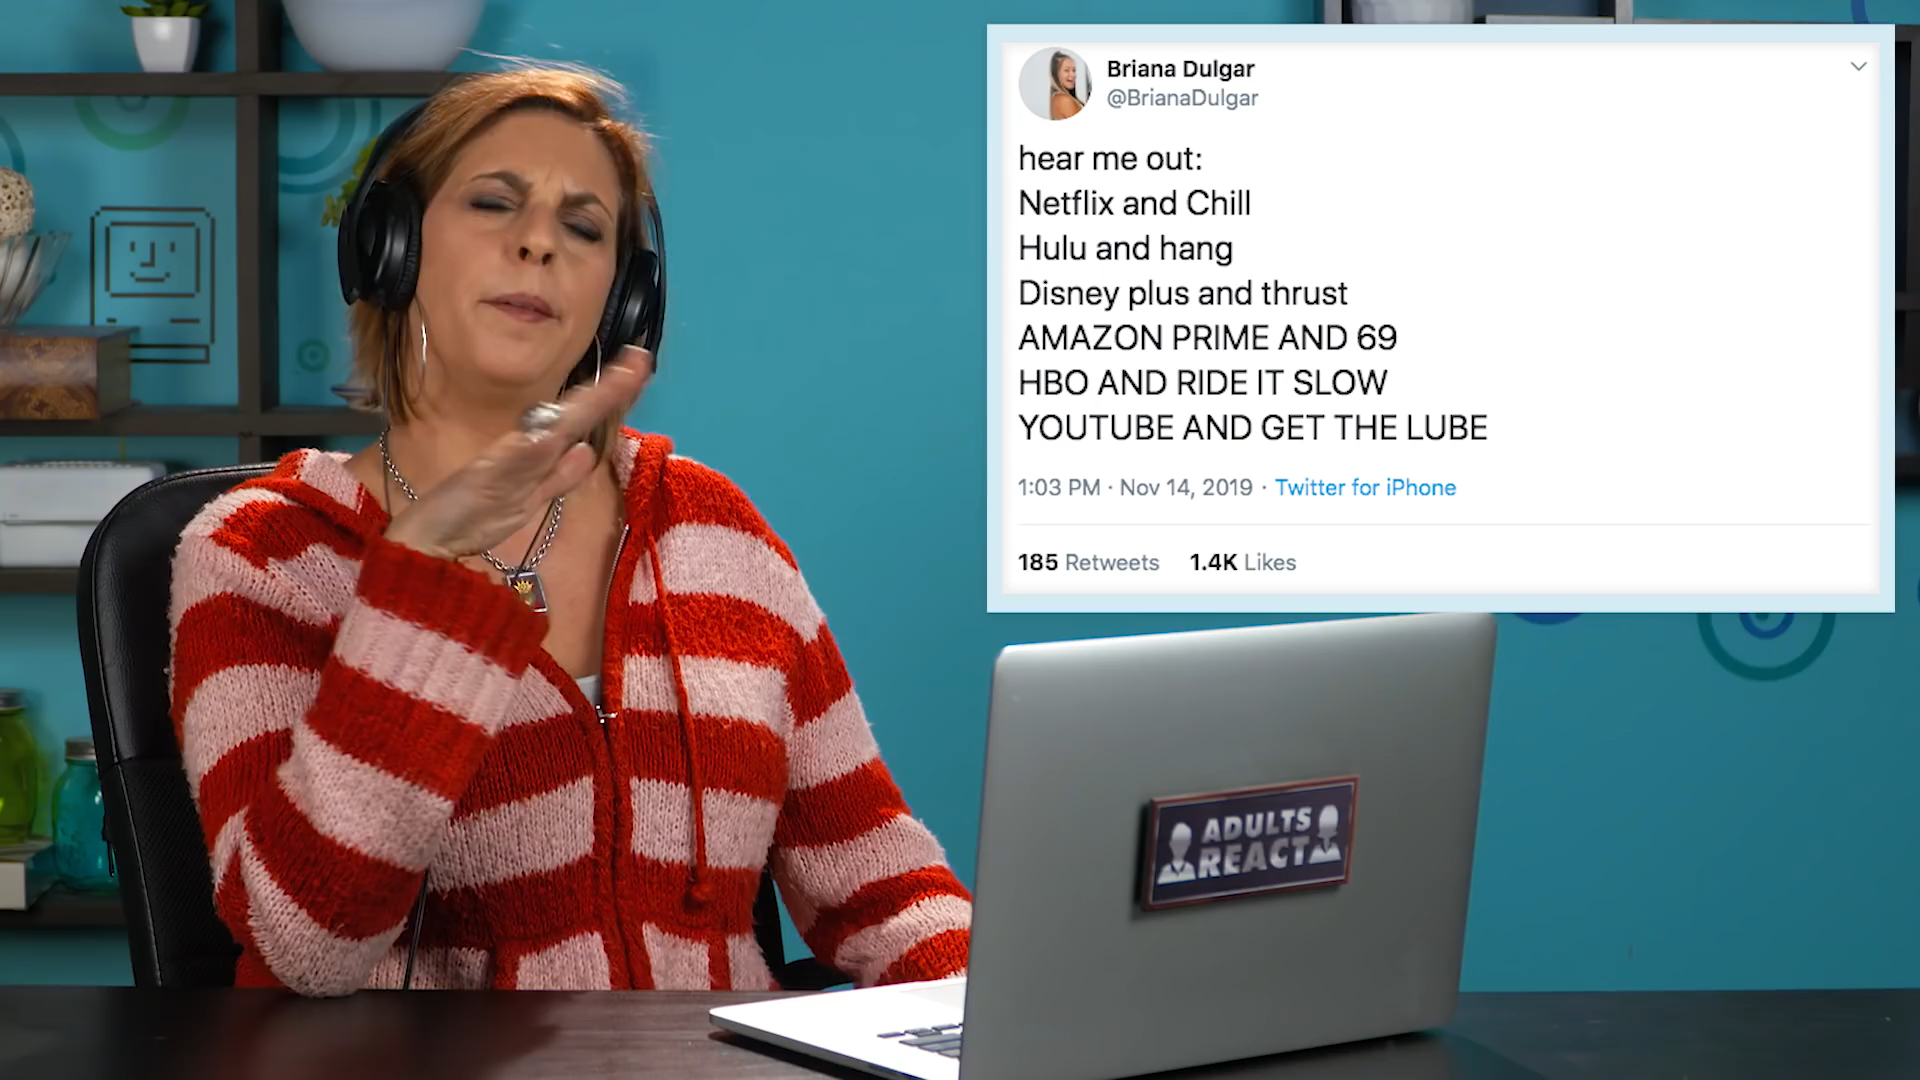 Briana Dulgar
@BrianaDulgar
hear me out:
Netflix and Chill
Hulu and hang
Disney plus and thrust
AMAZON PRIME AND 69
HBO AND RIDE IT SLOW
YOUTUBE AND GET THE LUBE
1:03 PM · Nov 14, 2019 · Twitter for iPhone
185 Retweets 1.4K Likes
ADULTS
REACT